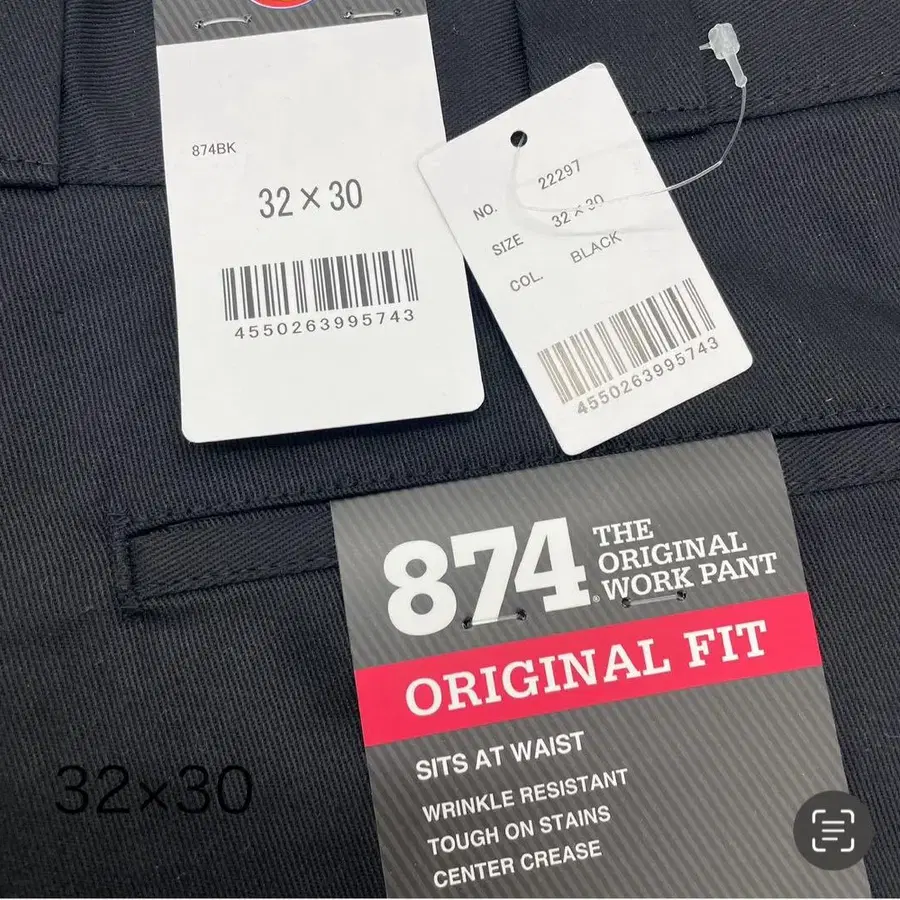 874BK
32×30
4550263995743
NO. 22297
SIZE 32×30
COL. BLACK
4550263995743
874®
THE
ORIGINAL
WORK PANT
ORIGINAL FIT
SITS AT WAIST
WRINKLE RESISTANT
TOUGH ON STAINS
CENTER CREASE
32×30